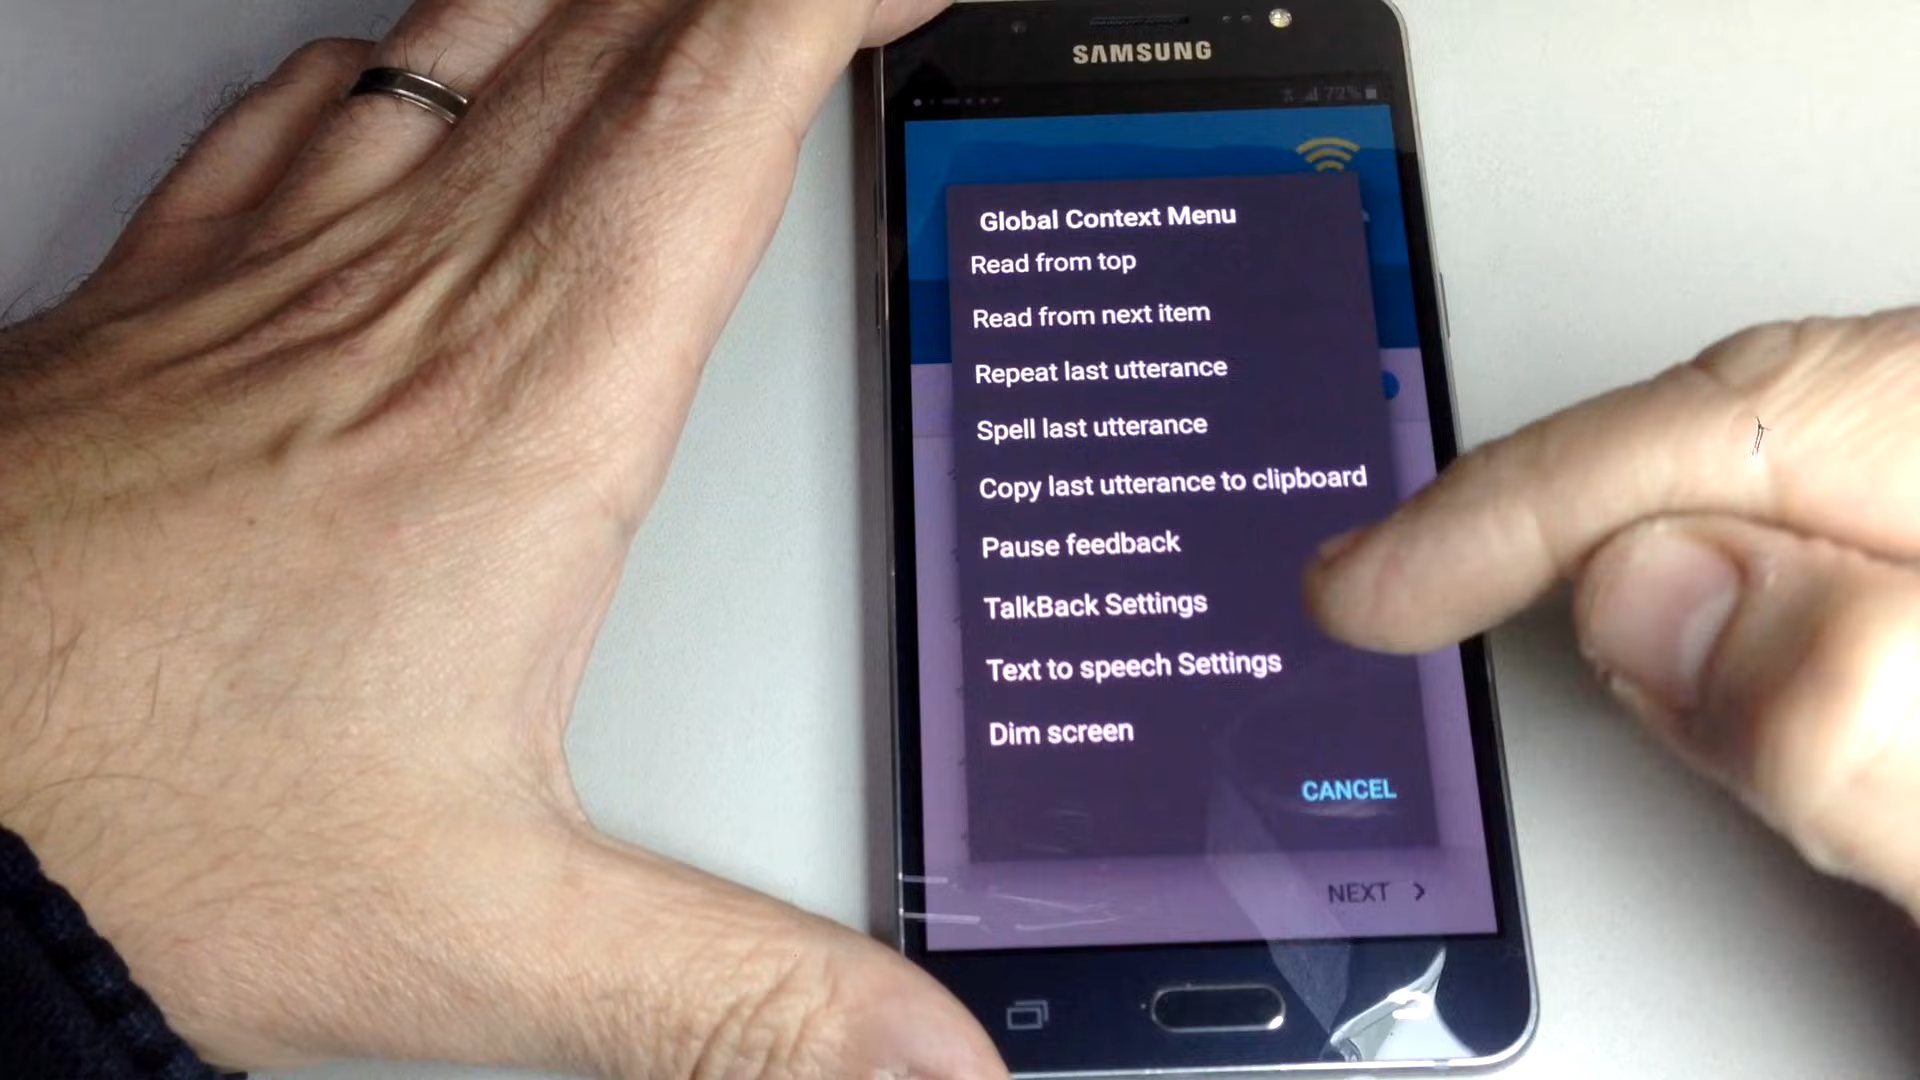 SAMSUNG
72%
Global Context Menu
Read from top
Read from next item
Repeat last utterance
Spell last utterance
Copy last utterance to clipboard
Pause feedback
TalkBack Settings
Text to speech Settings
Dim screen
CANCEL
NEXT